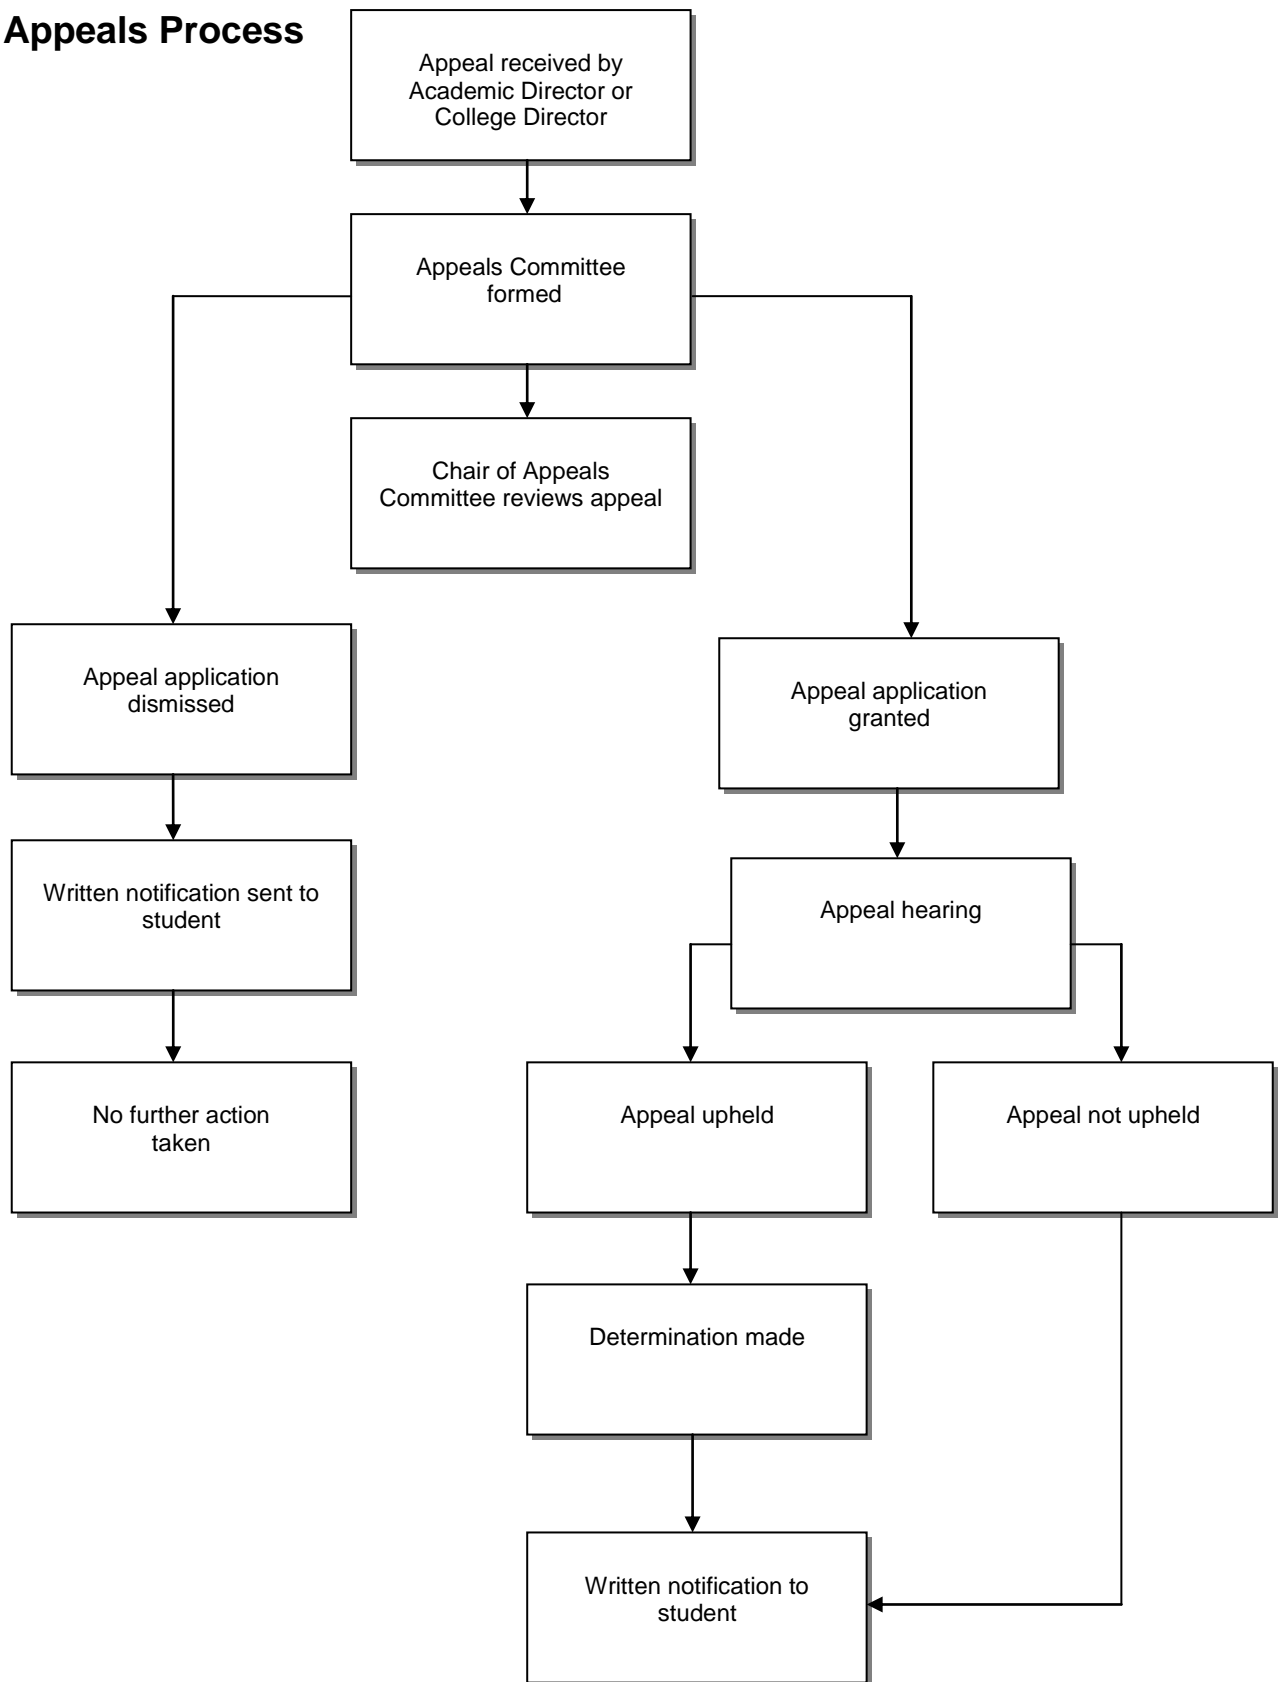 Appeals Process
Appeal received by
Academic Director or
College Director
Appeals Committee
formed
Chair of Appeals
Committee reviews appeal
Appeal application
dismissed
Appeal application
granted
Written notification sent to
student
Appeal hearing
No further action
taken
Appeal upheld
Appeal not upheld
Determination made
Written notification to
student